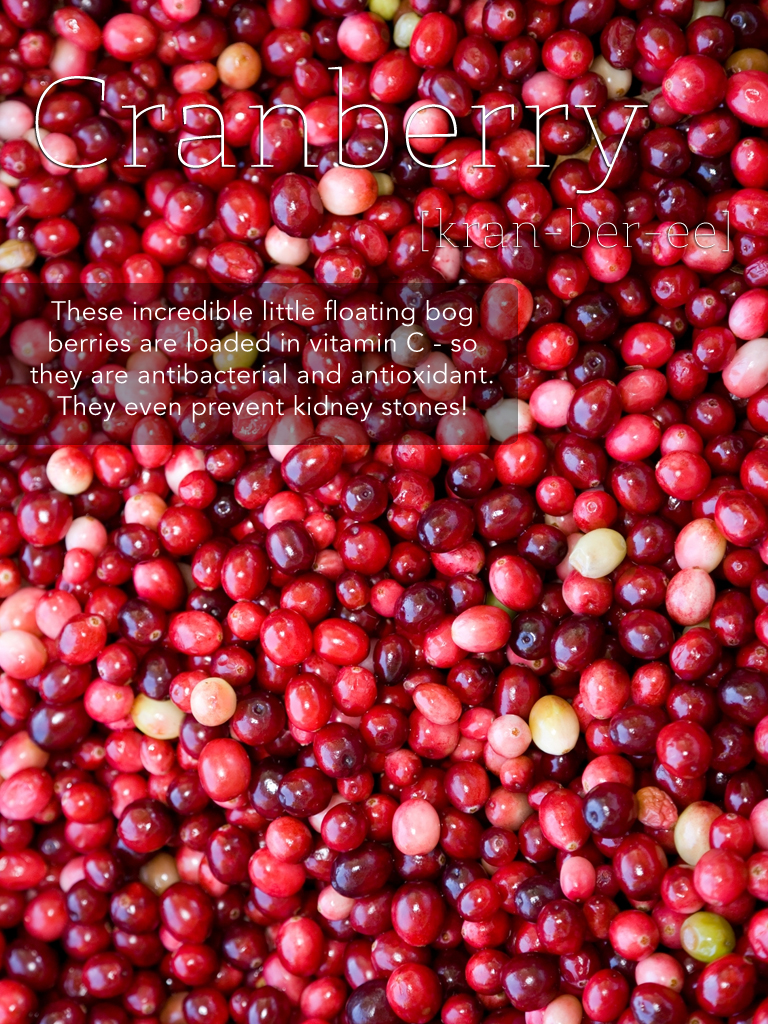 Cranberry
[kran-ber-ee]
These incredible little floating bog
berries are loaded in vitamin C - so
they are antibacterial and antioxidant.
They even prevent kidney stones!